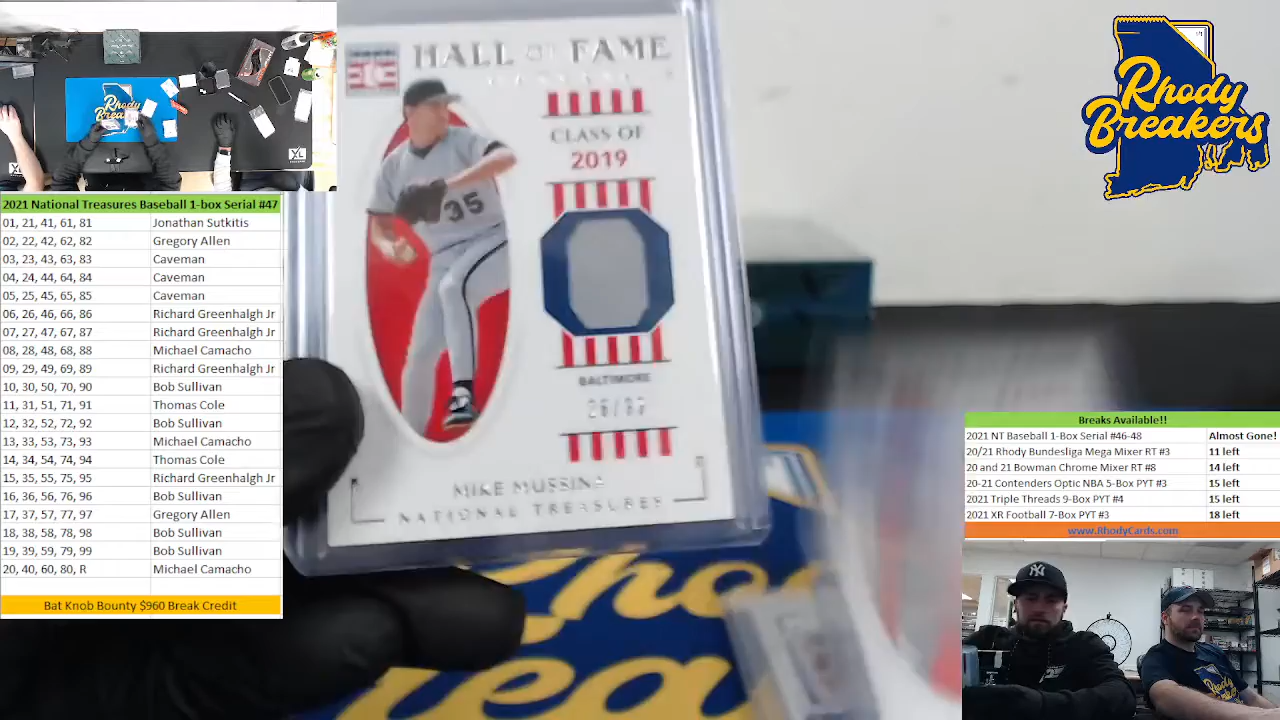 HALL OF FAME
CLASS OF
2019
35
BALTIMORE
MIKE MUSSINA
NATIONAL TREASURES
Rhody
Breakers
2021 National Treasures Baseball 1-box Serial #47
01, 21, 41, 61, 81 Jonathan Sutkitis
02, 22, 42, 62, 82 Gregory Allen
03, 23, 43, 63, 83 Caveman
04, 24, 44, 64, 84 Caveman
05, 25, 45, 65, 85 Caveman
06, 26, 46, 66, 86 Richard Greenhalgh Jr
07, 27, 47, 67, 87 Richard Greenhalgh Jr
08, 28, 48, 68, 88 Michael Camacho
09, 29, 49, 69, 89 Richard Greenhalgh Jr
10, 30, 50, 70, 90 Bob Sullivan
11, 31, 51, 71, 91 Thomas Cole
12, 32, 52, 72, 92 Bob Sullivan
13, 33, 53, 73, 93 Michael Camacho
14, 34, 54, 74, 94 Thomas Cole
15, 35, 55, 75, 95 Richard Greenhalgh Jr
16, 36, 56, 76, 96 Bob Sullivan
17, 37, 57, 77, 97 Gregory Allen
18, 38, 58, 78, 98 Bob Sullivan
19, 39, 59, 79, 99 Bob Sullivan
20, 40, 60, 80, R Michael Camacho
Bat Knob Bounty $960 Break Credit
Breaks Available!!
2021 NT Baseball 1-Box Serial #46-48 Almost Gone!
20/21 Rhody Bundesliga Mega Mixer RT #3 11 left
20 and 21 Bowman Chrome Mixer RT #8 14 left
20-21 Contenders Optic NBA 5-Box PYT #3 15 left
2021 Triple Threads 9-Box PYT #4 15 left
2021 XR Football 7-Box PYT #3 18 left
www.RhodyCards.com